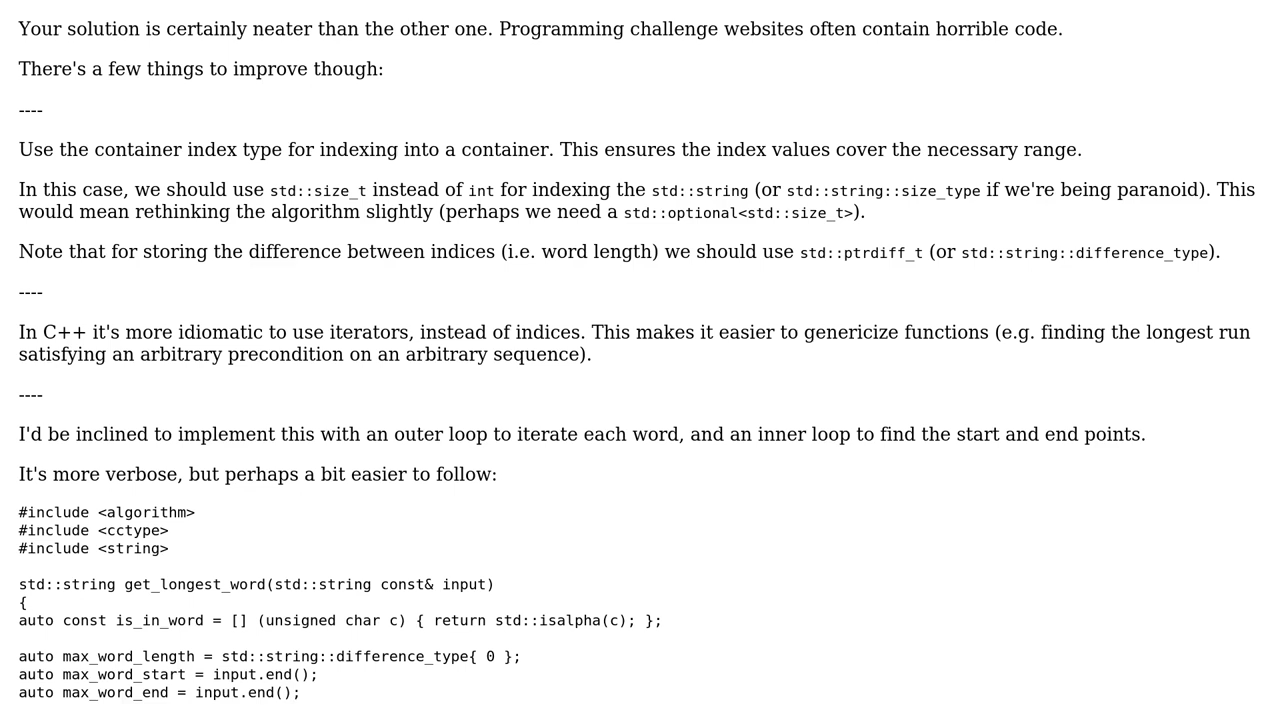 Your solution is certainly neater than the other one. Programming challenge websites often contain horrible code.
There's a few things to improve though:
----
Use the container index type for indexing into a container. This ensures the index values cover the necessary range.
In this case, we should use std::size_t instead of int for indexing the std::string (or std::string::size_type if we're being paranoid). This
would mean rethinking the algorithm slightly (perhaps we need a std::optional<std::size_t>).
Note that for storing the difference between indices (i.e. word length) we should use std::ptrdiff_t (or std::string::difference_type).
----
In C++ it's more idiomatic to use iterators, instead of indices. This makes it easier to genericize functions (e.g. finding the longest run
satisfying an arbitrary precondition on an arbitrary sequence).
----
I'd be inclined to implement this with an outer loop to iterate each word, and an inner loop to find the start and end points.
It's more verbose, but perhaps a bit easier to follow:
#include <algorithm>
#include <cctype>
#include <string>
std::string get_longest_word(std::string const& input)
{
auto const is_in_word = [] (unsigned char c) { return std::isalpha(c); };
auto max_word_length = std::string::difference_type{ 0 };
auto max_word_start = input.end();
auto max_word_end = input.end();